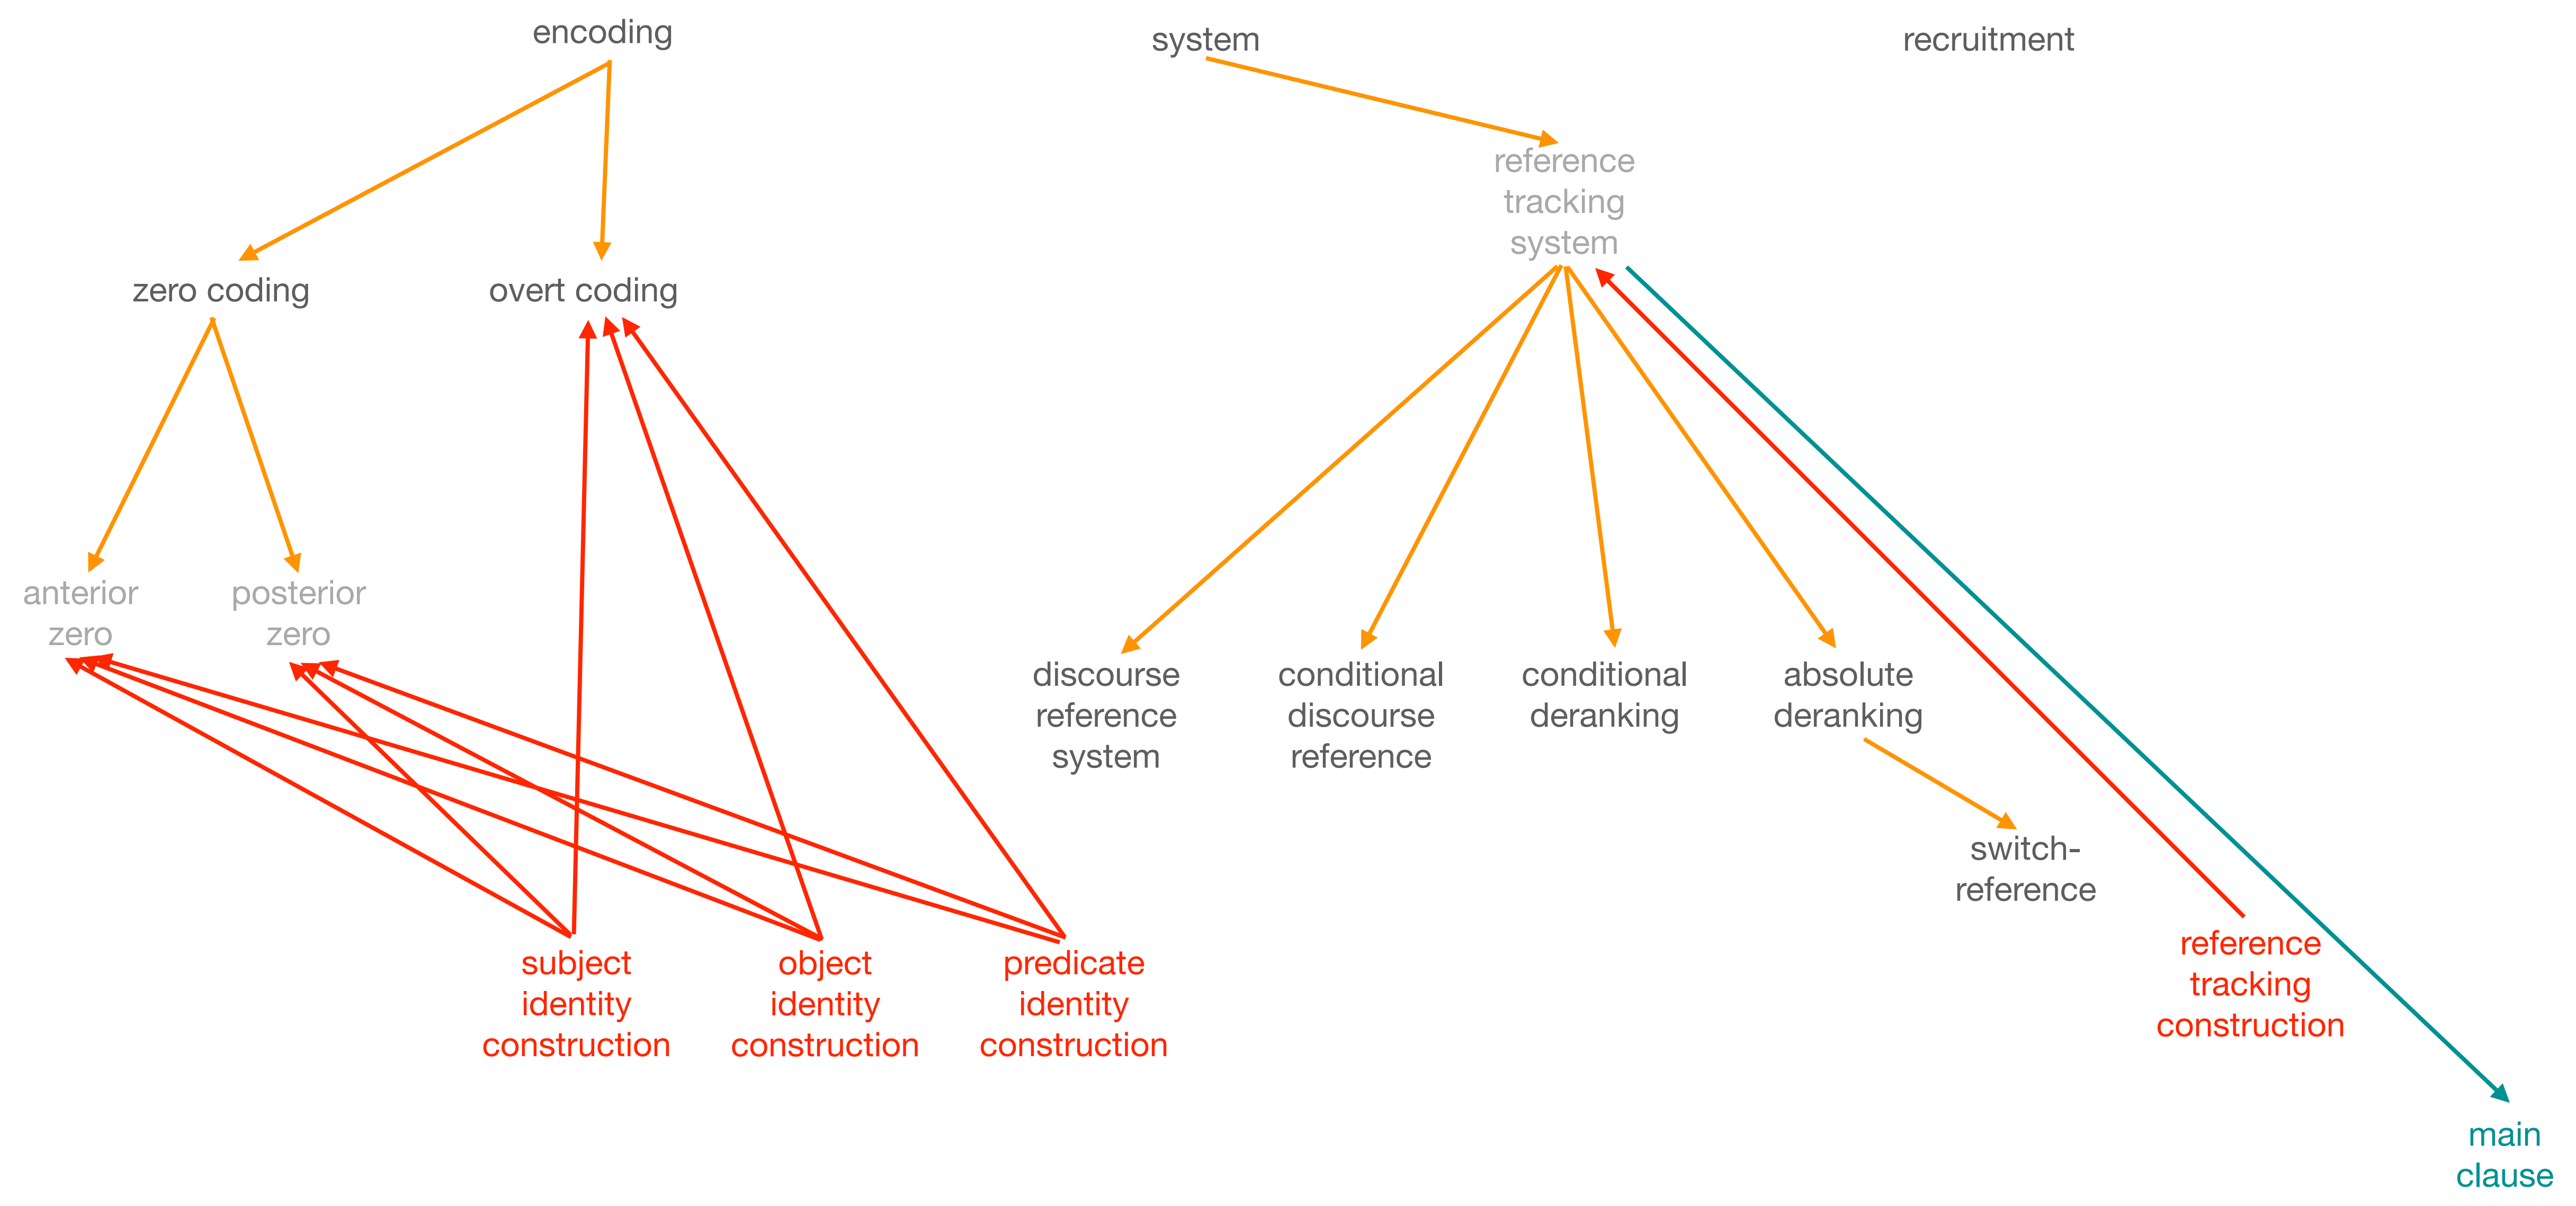 encoding
system
recruitment
reference
tracking
system
zero coding
overt coding
anterior
zero
posterior
zero
discourse
reference
system
conditional
discourse
reference
conditional
deranking
absolute
deranking
switch-
reference
subject
identity
construction
object
identity
construction
predicate
identity
construction
reference
tracking
construction
main
clause